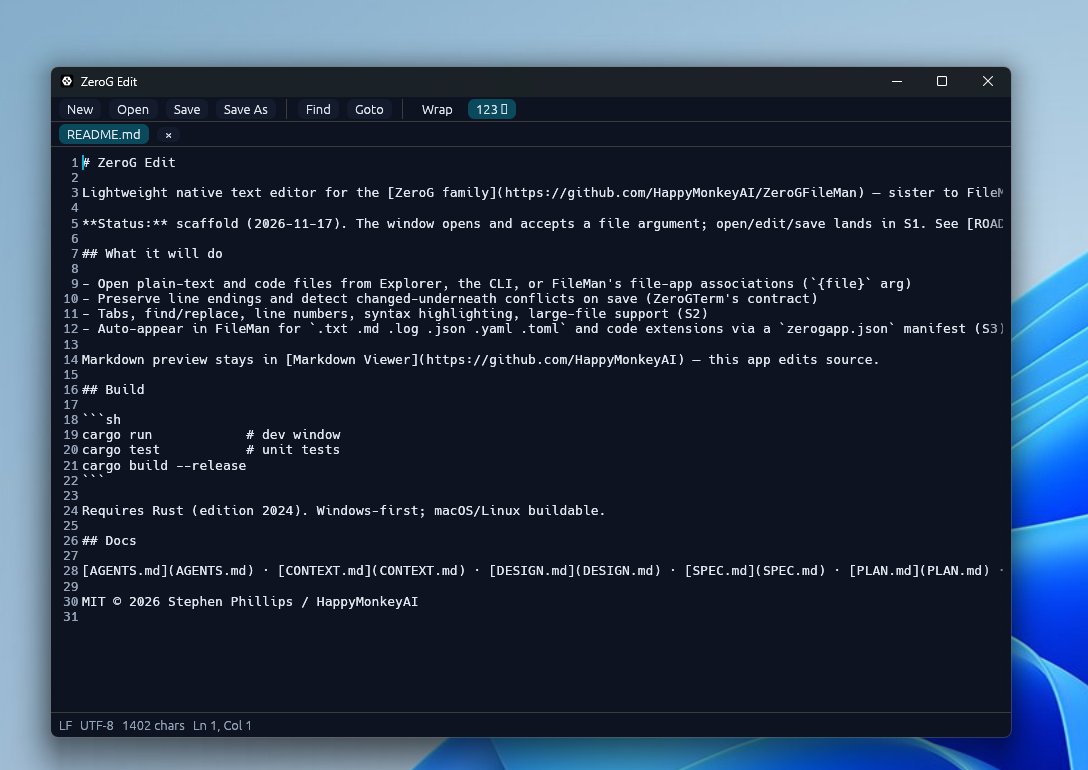 ZeroG Edit
New Open Save Save As Find Goto Wrap 123
README.md ×
1 # ZeroG Edit
2
3 Lightweight native text editor for the [ZeroG family](https://github.com/HappyMonkeyAI/ZeroGFileMan) — sister to FileM
4
5 **Status:** scaffold (2026-11-17). The window opens and accepts a file argument; open/edit/save lands in S1. See [ROAD
6
7 ## What it will do
8
9 - Open plain-text and code files from Explorer, the CLI, or FileMan's file-app associations (`{file}` arg)
10 - Preserve line endings and detect changed-underneath conflicts on save (ZeroGTerm's contract)
11 - Tabs, find/replace, line numbers, syntax highlighting, large-file support (S2)
12 - Auto-appear in FileMan for `.txt .md .log .json .yaml .toml` and code extensions via a `zerogapp.json` manifest (S3)
13
14 Markdown preview stays in [Markdown Viewer](https://github.com/HappyMonkeyAI) — this app edits source.
15
16 ## Build
17
18 ```sh
19 cargo run            # dev window
20 cargo test           # unit tests
21 cargo build --release
22 ```
23
24 Requires Rust (edition 2024). Windows-first; macOS/Linux buildable.
25
26 ## Docs
27
28 [AGENTS.md](AGENTS.md) · [CONTEXT.md](CONTEXT.md) · [DESIGN.md](DESIGN.md) · [SPEC.md](SPEC.md) · [PLAN.md](PLAN.md) ·
29
30 MIT © 2026 Stephen Phillips / HappyMonkeyAI
31
LF UTF-8 1402 chars Ln 1, Col 1